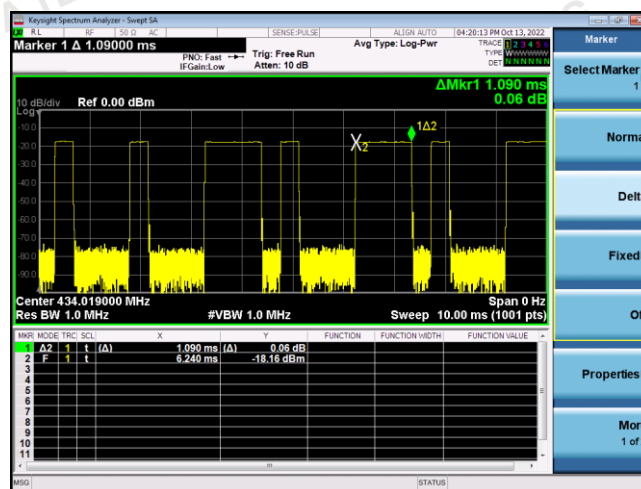 Keysight Spectrum Analyzer - Swept SA
RL RF 50 Ω AC SENSE:PULSE ALIGN AUTO 04:20:13 PM Oct 13, 2022
Marker 1 Δ 1.09000 ms
PNO: Fast
IFGain:Low
Trig: Free Run
Atten: 10 dB
Avg Type: Log-Pwr
TRACE 1 2 3 4 5 6
TYPE W
DET N N N N N N
ΔMkr1 1.090 ms
0.06 dB
10 dB/div Ref 0.00 dBm
Log
-10.0
-20.0
-30.0
-40.0
-50.0
-60.0
-70.0
-80.0
-90.0
X2
1Δ2
Center 434.019000 MHz Span 0 Hz
Res BW 1.0 MHz #VBW 1.0 MHz Sweep 10.00 ms (1001 pts)
MKR MODE TRC SCL X Y FUNCTION FUNCTION WIDTH FUNCTION VALUE
1 Δ2 1 t (Δ) 1.090 ms (Δ) 0.06 dB
2 F 1 t 6.240 ms -18.16 dBm
3
4
5
6
7
8
9
10
11
MSG STATUS
Marker
Select Marker
1
Norma
Delt
Fixed
Of
Properties
Mor
1 of